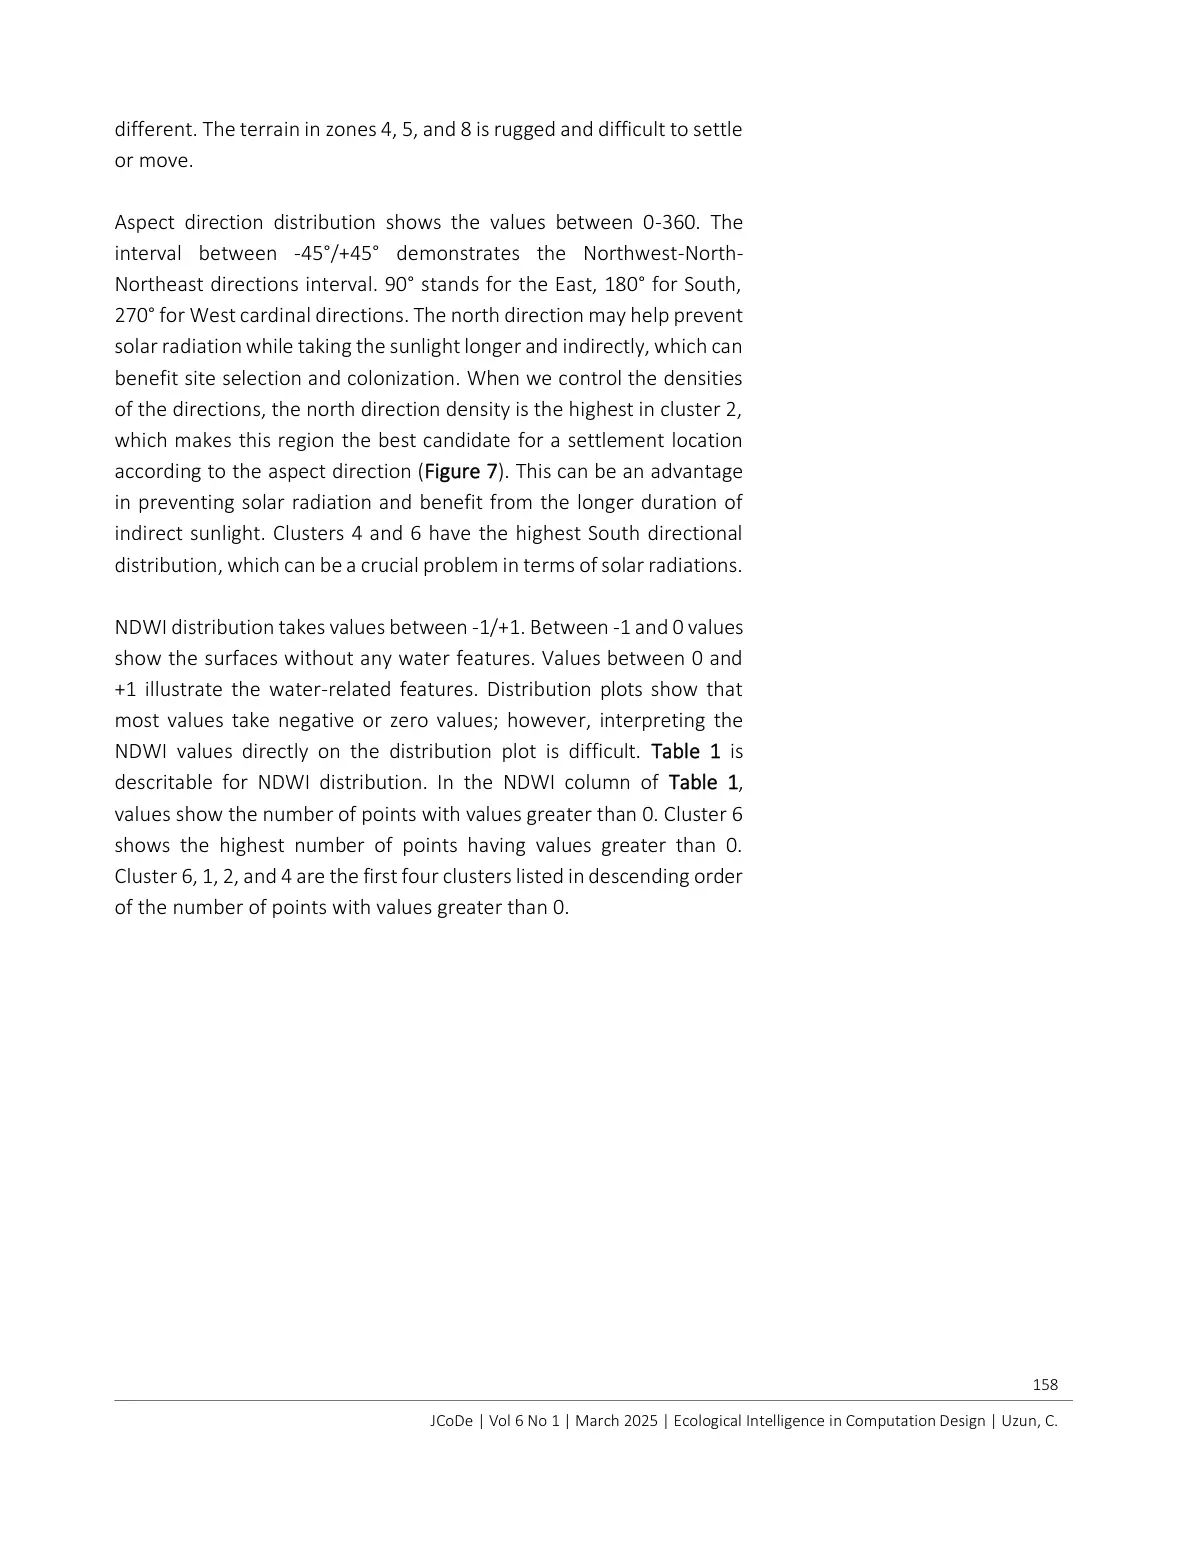 different. The terrain in zones 4, 5, and 8 is rugged and difficult to settle
or move.
Aspect direction distribution shows the values between 0-360. The
interval between -45°/+45° demonstrates the Northwest-North-
Northeast directions interval. 90° stands for the East, 180° for South,
270° for West cardinal directions. The north direction may help prevent
solar radiation while taking the sunlight longer and indirectly, which can
benefit site selection and colonization. When we control the densities
of the directions, the north direction density is the highest in cluster 2,
which makes this region the best candidate for a settlement location
according to the aspect direction (Figure 7). This can be an advantage
in preventing solar radiation and benefit from the longer duration of
indirect sunlight. Clusters 4 and 6 have the highest South directional
distribution, which can be a crucial problem in terms of solar radiations.
NDWI distribution takes values between -1/+1. Between -1 and 0 values
show the surfaces without any water features. Values between 0 and
+1 illustrate the water-related features. Distribution plots show that
most values take negative or zero values; however, interpreting the
NDWI values directly on the distribution plot is difficult. Table 1 is
descritable for NDWI distribution. In the NDWI column of Table 1,
values show the number of points with values greater than 0. Cluster 6
shows the highest number of points having values greater than 0.
Cluster 6, 1, 2, and 4 are the first four clusters listed in descending order
of the number of points with values greater than 0.
158
JCoDe | Vol 6 No 1 | March 2025 | Ecological Intelligence in Computation Design | Uzun, C.